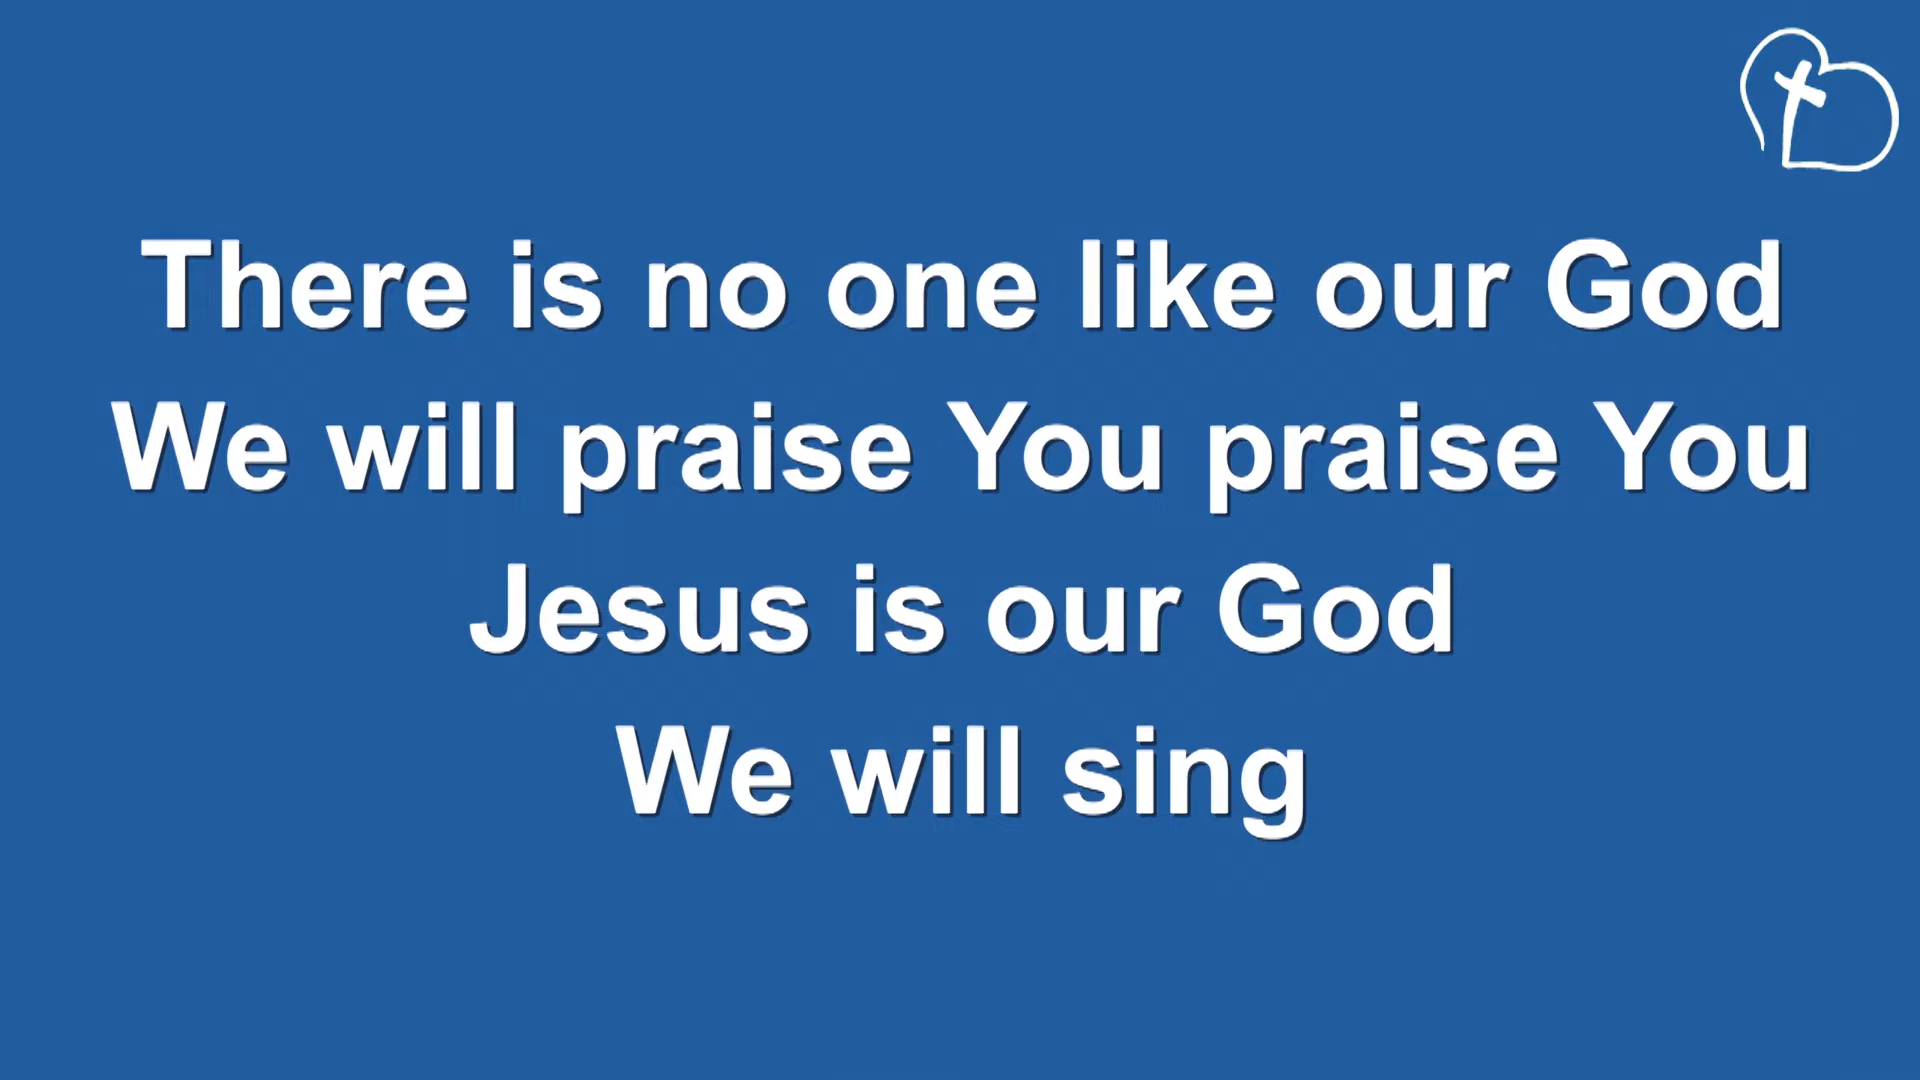 There is no one like our God
We will praise You praise You
Jesus is our God
We will sing